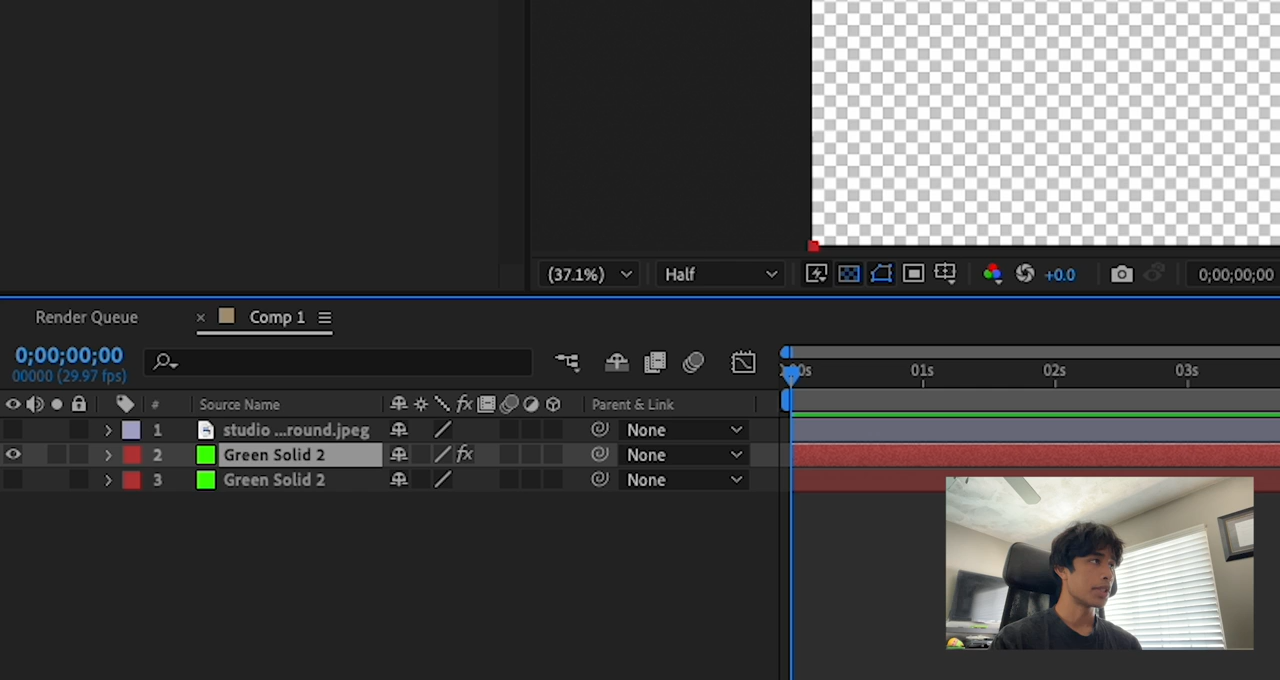 (37.1%) Half +0.0 0;00;00;00
Render Queue × Comp 1
0;00;00;00
00000 (29.97 fps)
01s 02s 03s
# Source Name fx Parent & Link
1 studio ...round.jpeg None
2 Green Solid 2 fx None
3 Green Solid 2 None